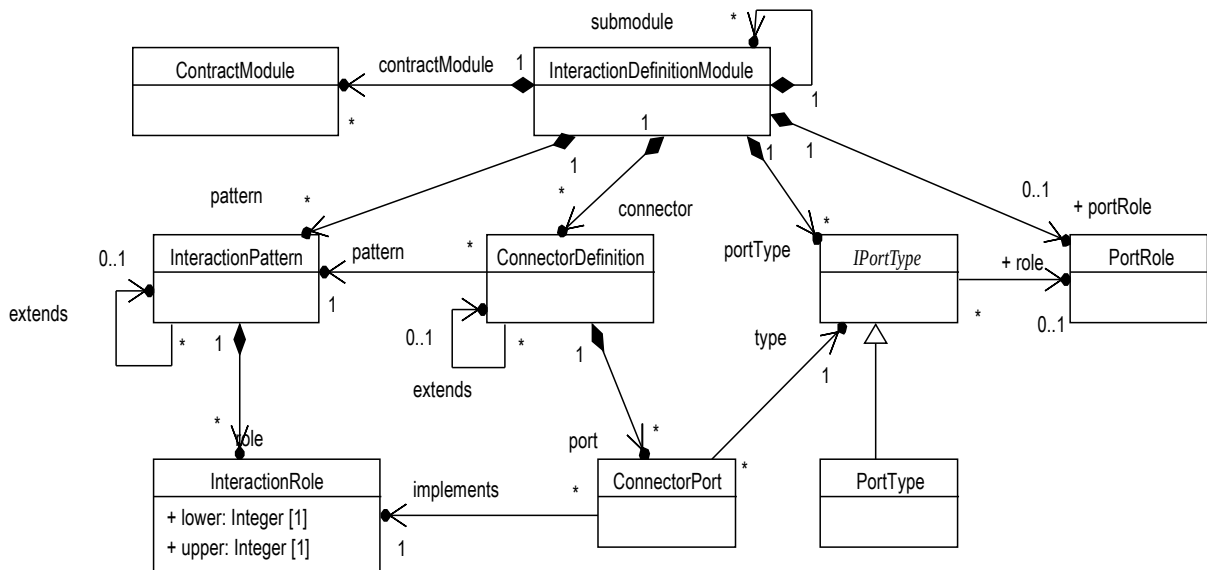 submodule
*
ContractModule
contractModule
1
InteractionDefinitionModule
*
1
1
1
1
1
pattern
*
*
connector
*
0..1
+ portRole
portType
InteractionPattern
pattern
*
ConnectorDefinition
IPortType
+ role
PortRole
0..1
1
*
0..1
extends
*
1
0..1
*
1
extends
type
1
*
role
port
*
*
InteractionRole
implements
*
ConnectorPort
PortType
+ lower: Integer [1]
+ upper: Integer [1]
1